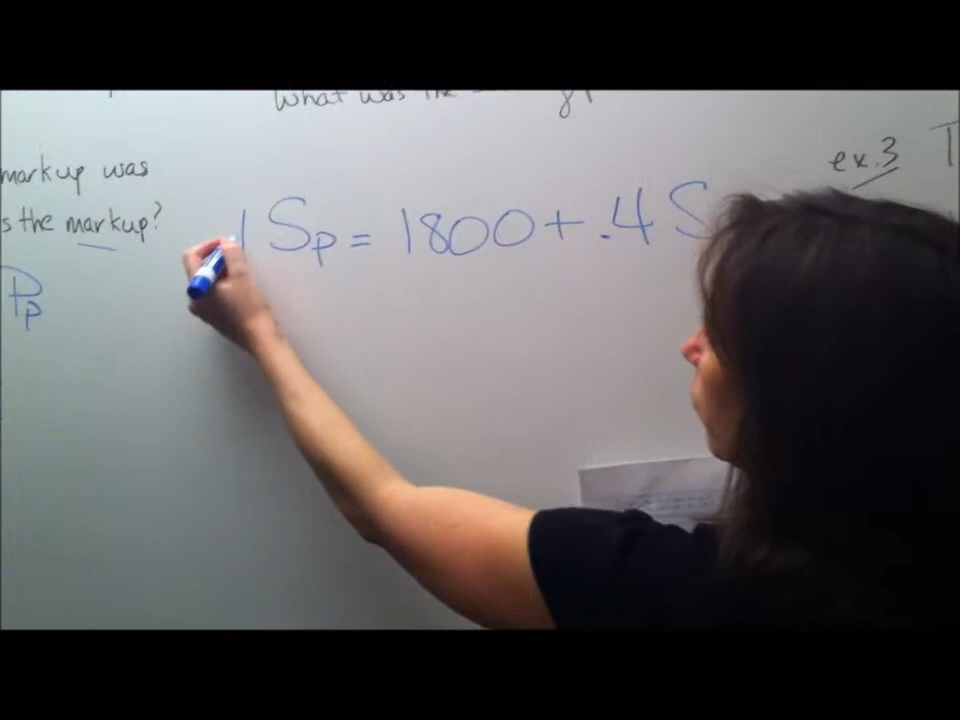 What was the
markup was
s the markup?
Pp
1 Sp = 1800 + .4 S
ex.3
T